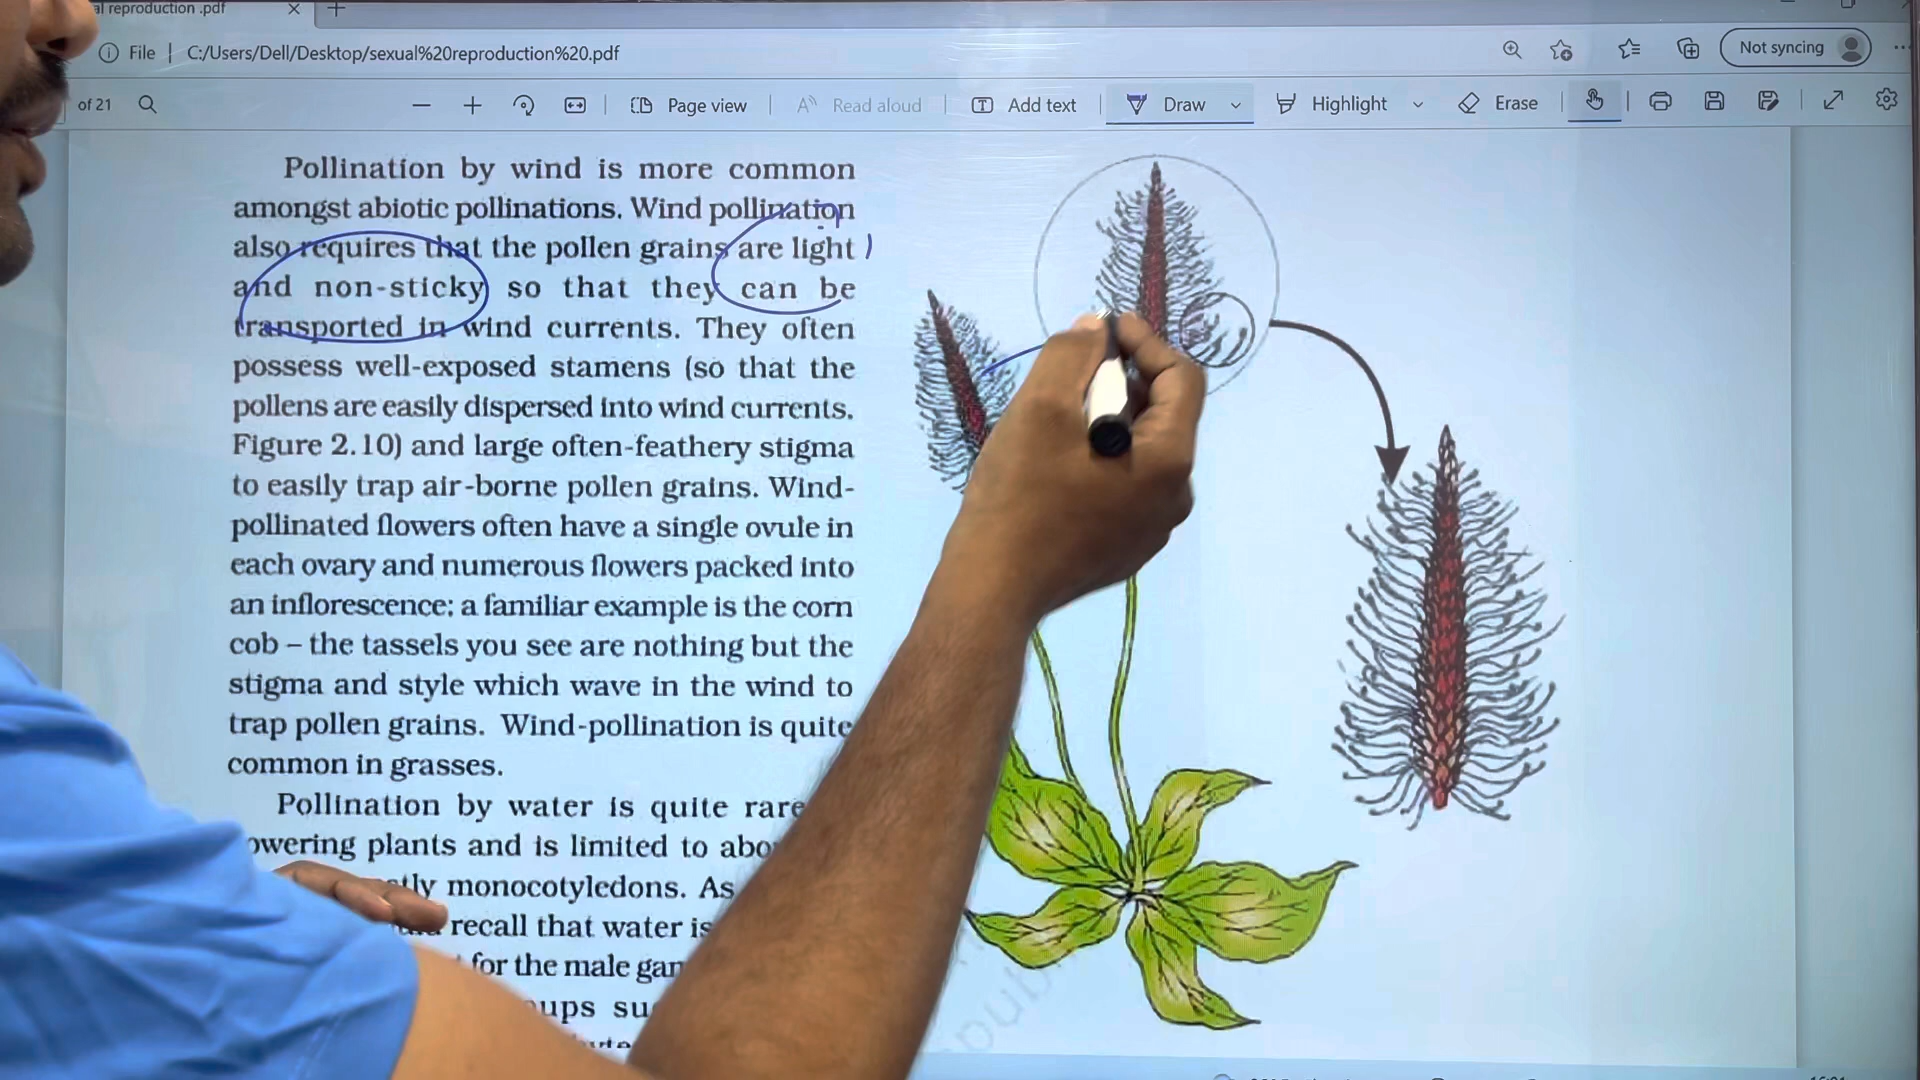 al reproduction .pdf
File | C:/Users/Dell/Desktop/sexual%20reproduction%20.pdf
Not syncing
of 21
Page view
Read aloud
Add text
Draw
Highlight
Erase
Pollination by wind is more common
amongst abiotic pollinations. Wind pollination
also requires that the pollen grains are light
and non-sticky so that they can be
transported in wind currents. They often
possess well-exposed stamens (so that the
pollens are easily dispersed into wind currents,
Figure 2.10) and large often-feathery stigma
to easily trap air-borne pollen grains. Wind-
pollinated flowers often have a single ovule in
each ovary and numerous flowers packed into
an inflorescence; a familiar example is the corn
cob – the tassels you see are nothing but the
stigma and style which wave in the wind to
trap pollen grains. Wind-pollination is quite
common in grasses.
Pollination by water is quite rare
owering plants and is limited to abo
tly monocotyledons. As
recall that water is
for the male gam
ups su